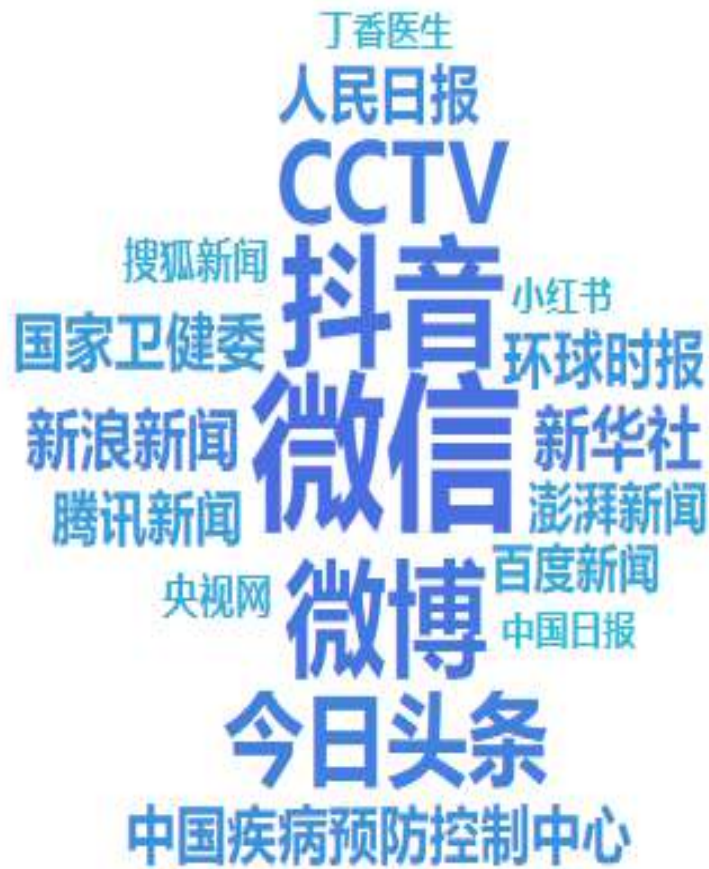 丁香医生
人民日报
CCTV
搜狐新闻
抖音
小红书
国家卫健委
环球时报
新浪新闻
微信
新华社
腾讯新闻
澎湃新闻
央视网
微博
百度新闻
中国日报
今日头条
中国疾病预防控制中心